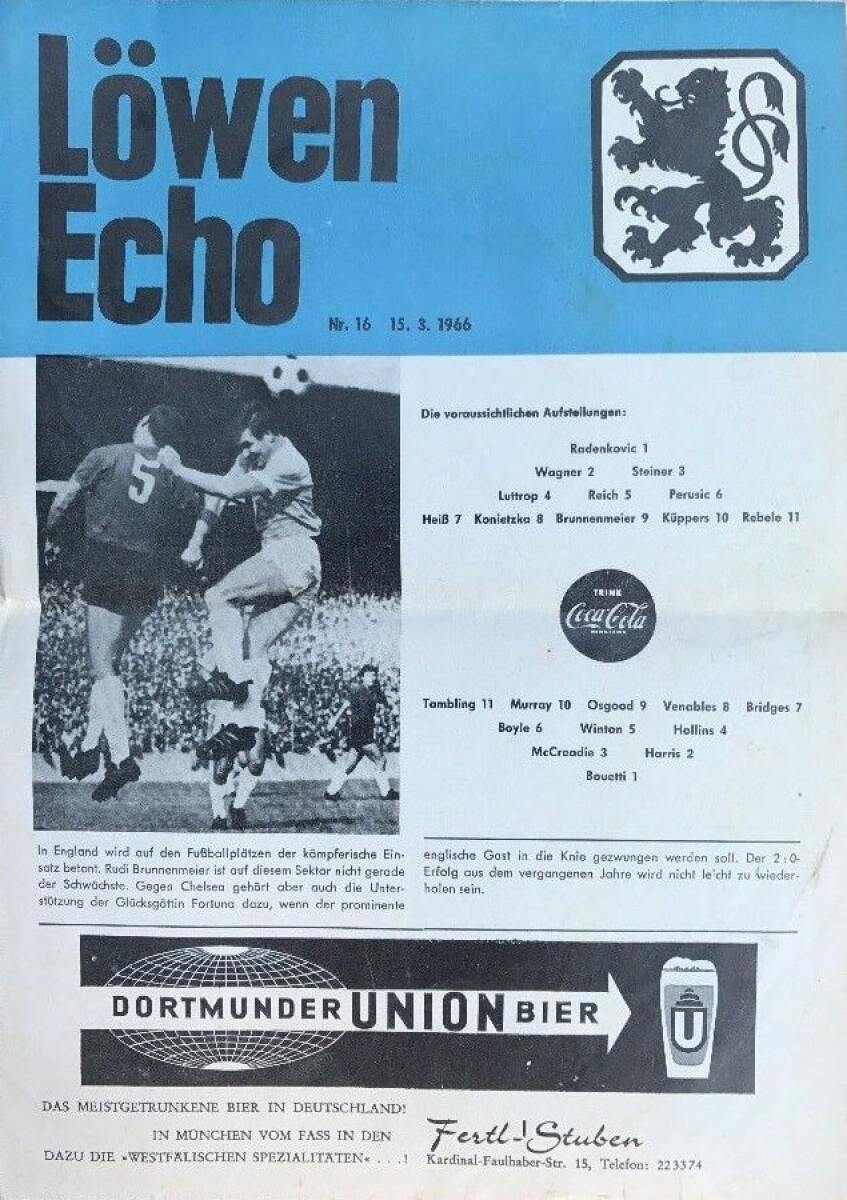 Löwen
Echo
Nr. 16 15. 3. 1966
5
Die voraussichtlichen Aufstellungen:
Radenkovic 1
Wagner 2 Steiner 3
Luttrop 4 Reich 5 Perusic 6
Heiß 7 Konietzka 8 Brunnenmeier 9 Küppers 10 Rebele 11
TRINK
Coca-Cola
Tambling 11 Murray 10 Osgood 9 Venables 8 Bridges 7
Boyle 6 Winton 5 Hollins 4
McCreadie 3 Harris 2
Bouetti 1
In England wird auf den Fußballplätzen der kämpferische Ein-
satz betont. Rudi Brunnenmeier ist auf diesem Sektor nicht gerade
der Schwächste. Gegen Chelsea gehört aber auch die Unter-
stützung der Glücksgöttin Fortuna dazu, wenn der prominente
englische Gast in die Knie gezwungen werden soll. Der 2:0-
Erfolg aus dem vergangenen Jahre wird nicht leicht zu wieder-
holen sein.
DORTMUNDER UNION BIER
U
DAS MEISTGETRUNKENE BIER IN DEUTSCHLAND!
IN MÜNCHEN VOM FASS IN DEN
DAZU DIE »WESTFÄLISCHEN SPEZIALITÄTEN« . . .!
Fertl-Stuben
Kardinal-Faulhaber-Str. 15, Telefon: 223374